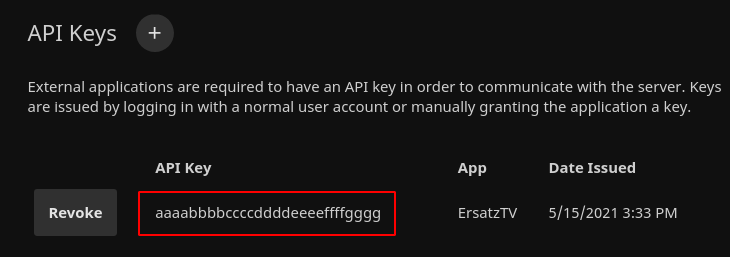 API Keys +
External applications are required to have an API key in order to communicate with the server. Keys
are issued by logging in with a normal user account or manually granting the application a key.
API Key App Date Issued
Revoke aaaabbbbccccddddeeeeffffgggg ErsatzTV 5/15/2021 3:33 PM